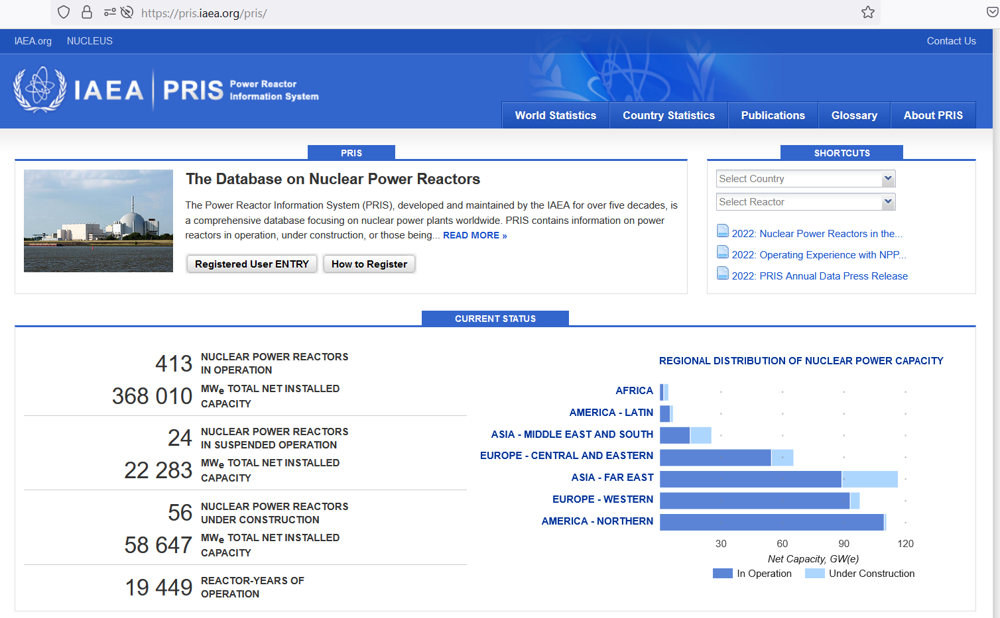 https://pris.iaea.org/pris/
IAEA.org NUCLEUS
Contact Us
IAEA PRIS Power Reactor
Information System
World Statistics Country Statistics Publications Glossary About PRIS
PRIS
The Database on Nuclear Power Reactors
The Power Reactor Information System (PRIS), developed and maintained by the IAEA for over five decades, is
a comprehensive database focusing on nuclear power plants worldwide. PRIS contains information on power
reactors in operation, under construction, or those being... READ MORE »
Registered User ENTRY How to Register
SHORTCUTS
Select Country
Select Reactor
2022: Nuclear Power Reactors in the...
2022: Operating Experience with NPP...
2022: PRIS Annual Data Press Release
CURRENT STATUS
413 NUCLEAR POWER REACTORS
IN OPERATION
368 010 MWe TOTAL NET INSTALLED
CAPACITY
24 NUCLEAR POWER REACTORS
IN SUSPENDED OPERATION
22 283 MWe TOTAL NET INSTALLED
CAPACITY
56 NUCLEAR POWER REACTORS
UNDER CONSTRUCTION
58 647 MWe TOTAL NET INSTALLED
CAPACITY
19 449 REACTOR-YEARS OF
OPERATION
REGIONAL DISTRIBUTION OF NUCLEAR POWER CAPACITY
AFRICA
AMERICA - LATIN
ASIA - MIDDLE EAST AND SOUTH
EUROPE - CENTRAL AND EASTERN
ASIA - FAR EAST
EUROPE - WESTERN
AMERICA - NORTHERN
30 60 90 120
Net Capacity, GW(e)
In Operation Under Construction